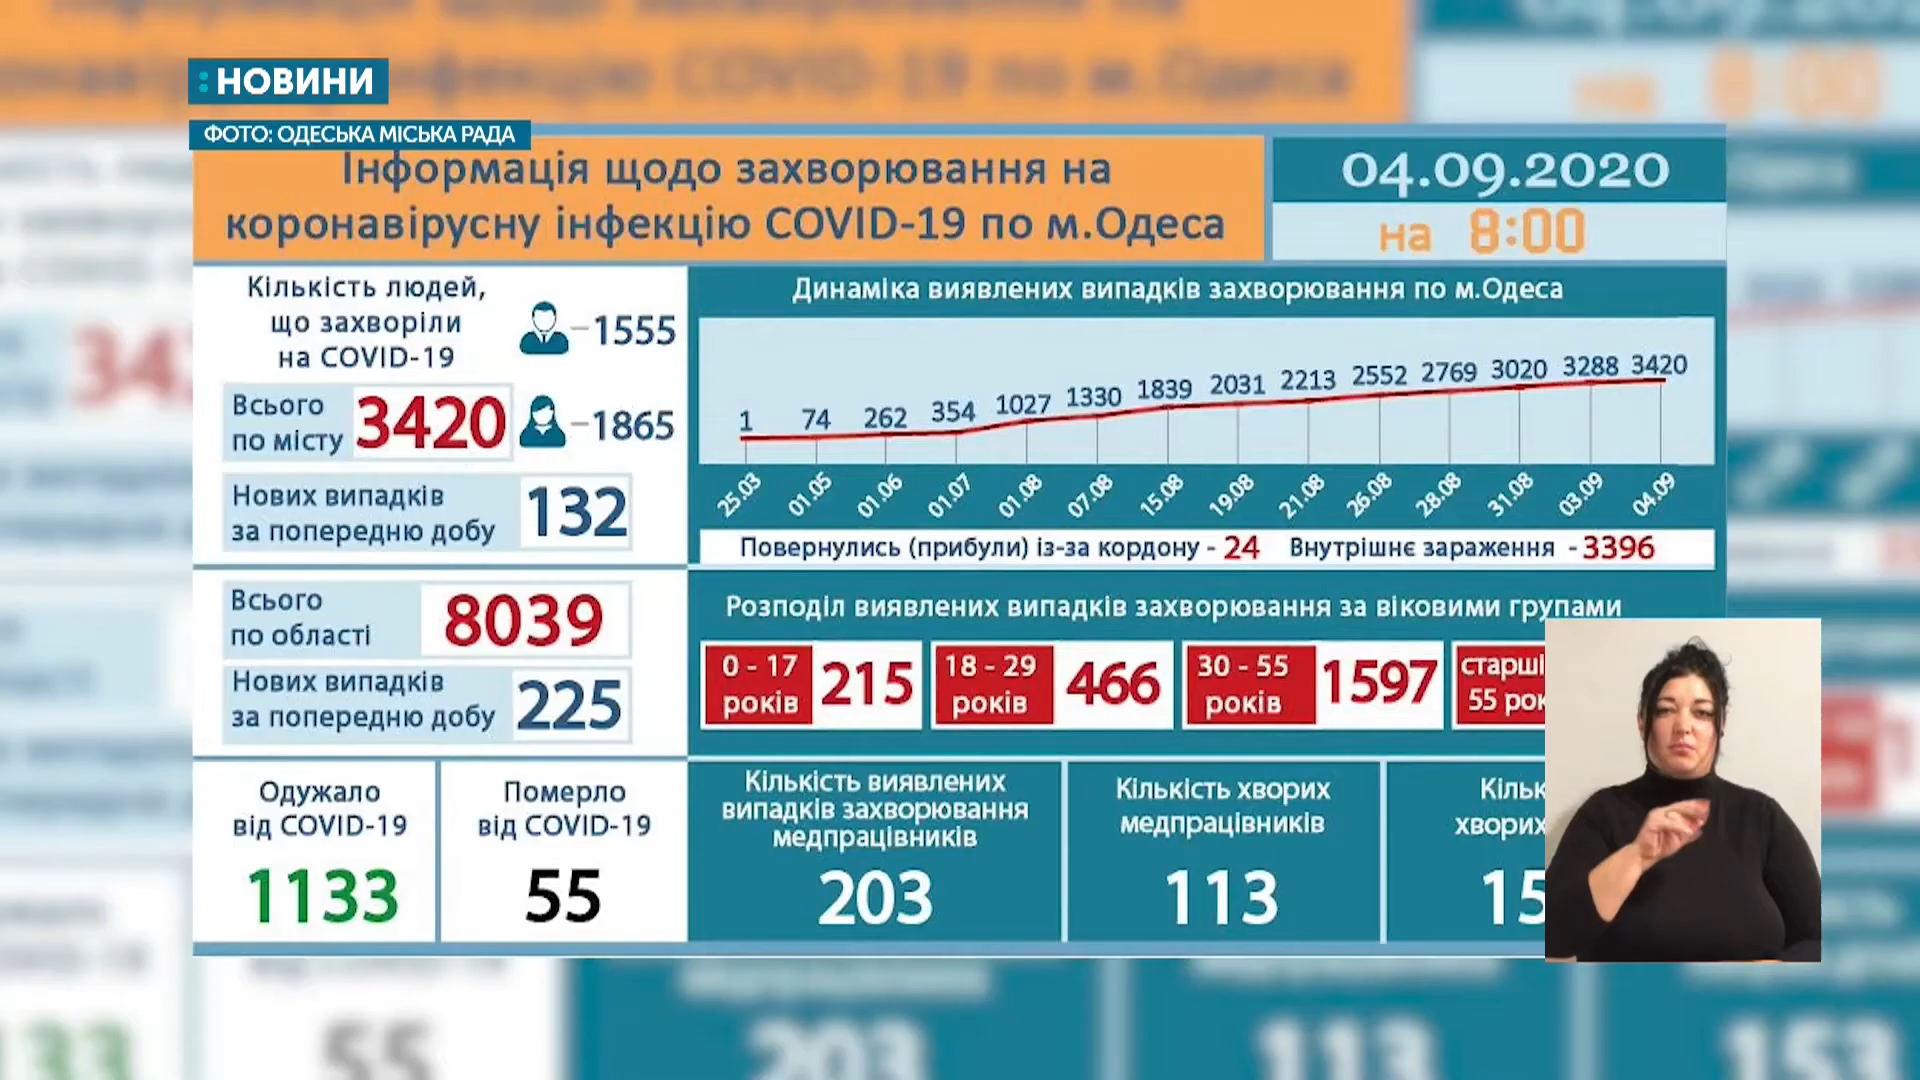 НОВИНИ
ФОТО: ОДЕСЬКА МІСЬКА РАДА
Інформація щодо захворювання на
коронавірусну інфекцію COVID-19 по м.Одеса
04.09.2020
на 8:00
Кількість людей,
що захворіли
на COVID-19
–1555
–1865
Всього
по місту
3420
Нових випадків
за попередню добу
132
Всього
по області
8039
Нових випадків
за попередню добу
225
Динаміка виявлених випадків захворювання по м.Одеса
1 74 262 354 1027 1330 1839 2031 2213 2552 2769 3020 3288 3420
25.03 01.05 01.06 01.07 01.08 07.08 15.08 19.08 21.08 26.08 28.08 31.08 03.09 04.09
Повернулись (прибули) із-за кордону - 24 Внутрішнє зараження - 3396
Розподіл виявлених випадків захворювання за віковими групами
0 - 17
років
215
18 - 29
років
466
30 - 55
років
1597
старші
55 рок
Одужало
від COVID-19
1133
Померло
від COVID-19
55
Кількість виявлених
випадків захворювання
медпрацівників
203
Кількість хворих
медпрацівників
113
Кільк
хворих
15